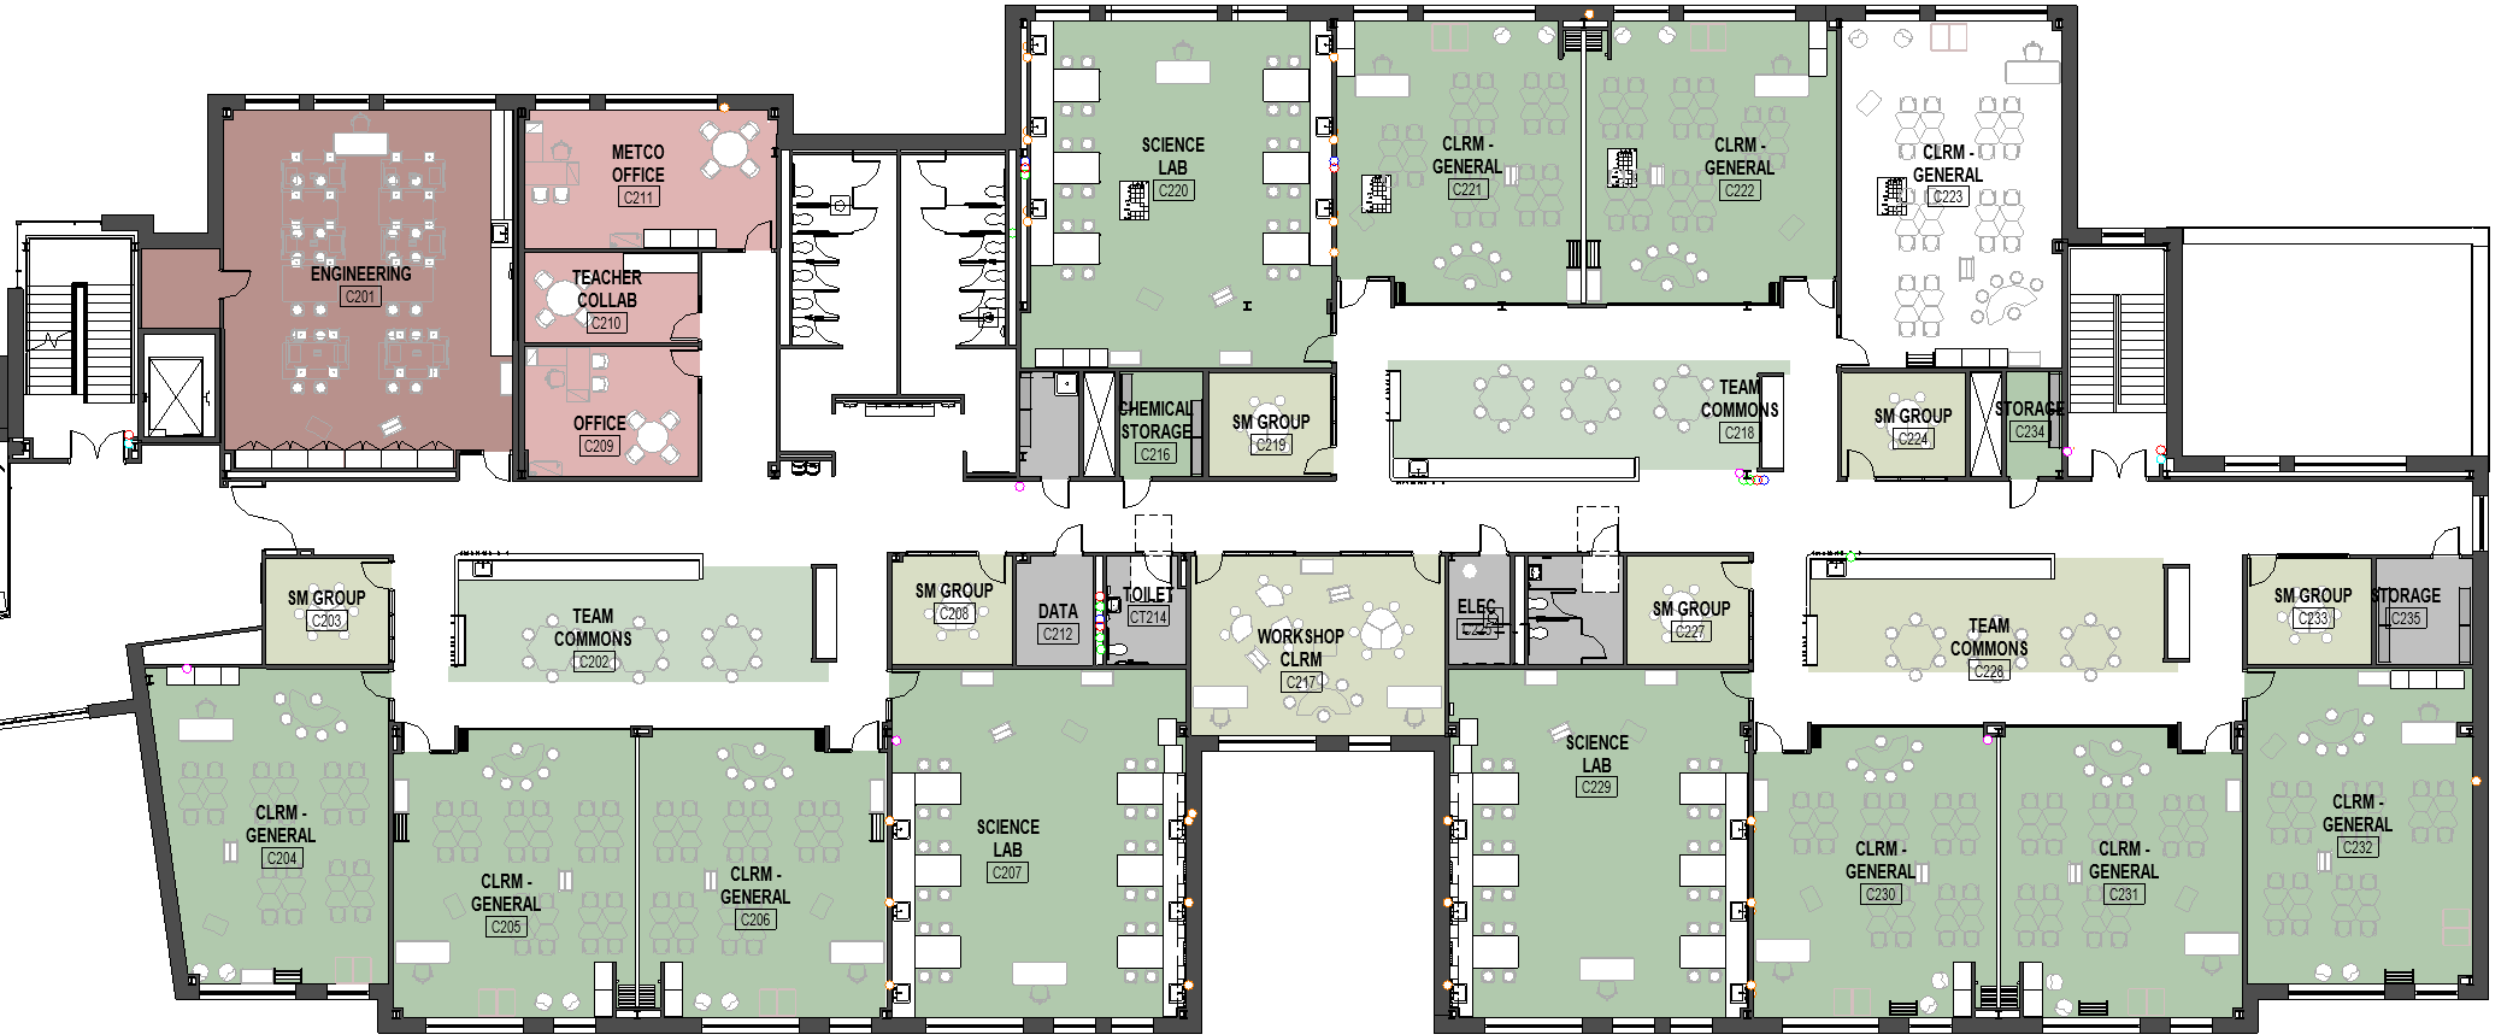 ENGINEERING
C201
METCO
OFFICE
C211
TEACHER
COLLAB
C210
OFFICE
C209
SCIENCE
LAB
C220
CLRM -
GENERAL
C221
CLRM -
GENERAL
C222
CLRM -
GENERAL
C223
CHEMICAL
STORAGE
C216
SM GROUP
C219
TEAM
COMMONS
C218
SM GROUP
C224
STORAGE
C234
SM GROUP
C203
TEAM
COMMONS
C202
SM GROUP
C208
DATA
C212
TOILET
CT214
WORKSHOP
CLRM
C217
ELEC
SM GROUP
C227
TEAM
COMMONS
C228
SM GROUP
C233
STORAGE
C235
CLRM -
GENERAL
C204
CLRM -
GENERAL
C205
CLRM -
GENERAL
C206
SCIENCE
LAB
C207
SCIENCE
LAB
C229
CLRM -
GENERAL
C230
CLRM -
GENERAL
C231
CLRM -
GENERAL
C232